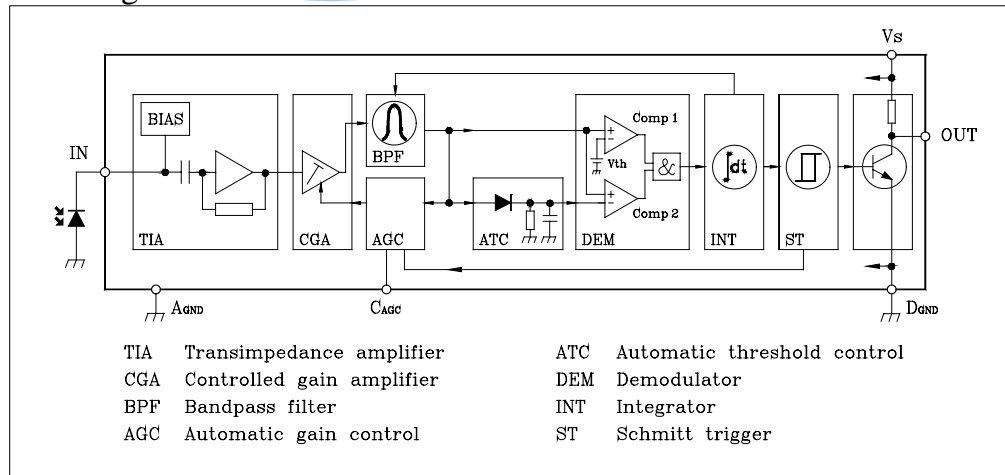 Vs
BIAS
Comp 1
IN
OUT
BPF
Vth
&
∫dt
Comp 2
TIA
CGA
AGC
ATC
DEM
INT
ST
AGND
CAGC
DGND
TIA Transimpedance amplifier
CGA Controlled gain amplifier
BPF Bandpass filter
AGC Automatic gain control
ATC Automatic threshold control
DEM Demodulator
INT Integrator
ST Schmitt trigger